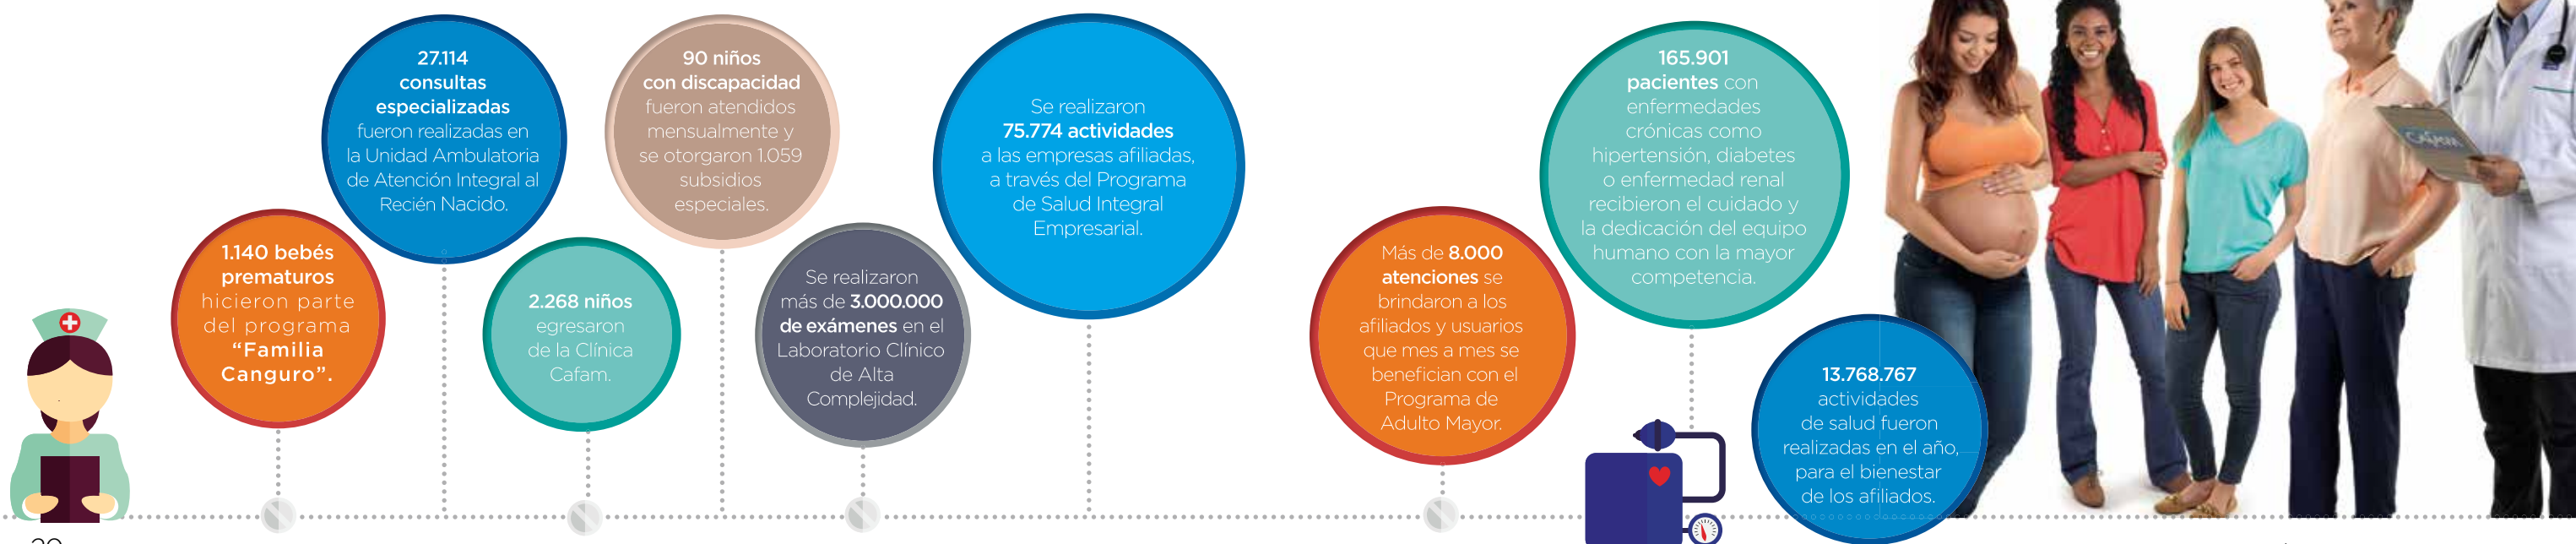 1.140 bebés
prematuros
hicieron parte
del programa
“Familia
Canguro”.
27.114
consultas
especializadas
fueron realizadas en
la Unidad Ambulatoria
de Atención Integral al
Recién Nacido.
2.268 niños
egresaron
de la Clínica
Cafam.
90 niños
con discapacidad
fueron atendidos
mensualmente y
se otorgaron 1.059
subsidios
especiales.
Se realizaron
más de 3.000.000
de exámenes en el
Laboratorio Clínico
de Alta
Complejidad.
Se realizaron
75.774 actividades
a las empresas afiliadas,
a través del Programa
de Salud Integral
Empresarial.
Más de 8.000
atenciones se
brindaron a los
afiliados y usuarios
que mes a mes se
benefician con el
Programa de
Adulto Mayor.
165.901
pacientes con
enfermedades
crónicas como
hipertensión, diabetes
o enfermedad renal
recibieron el cuidado y
la dedicación del equipo
humano con la mayor
competencia.
13.768.767
actividades
de salud fueron
realizadas en el año,
para el bienestar
de los afiliados.